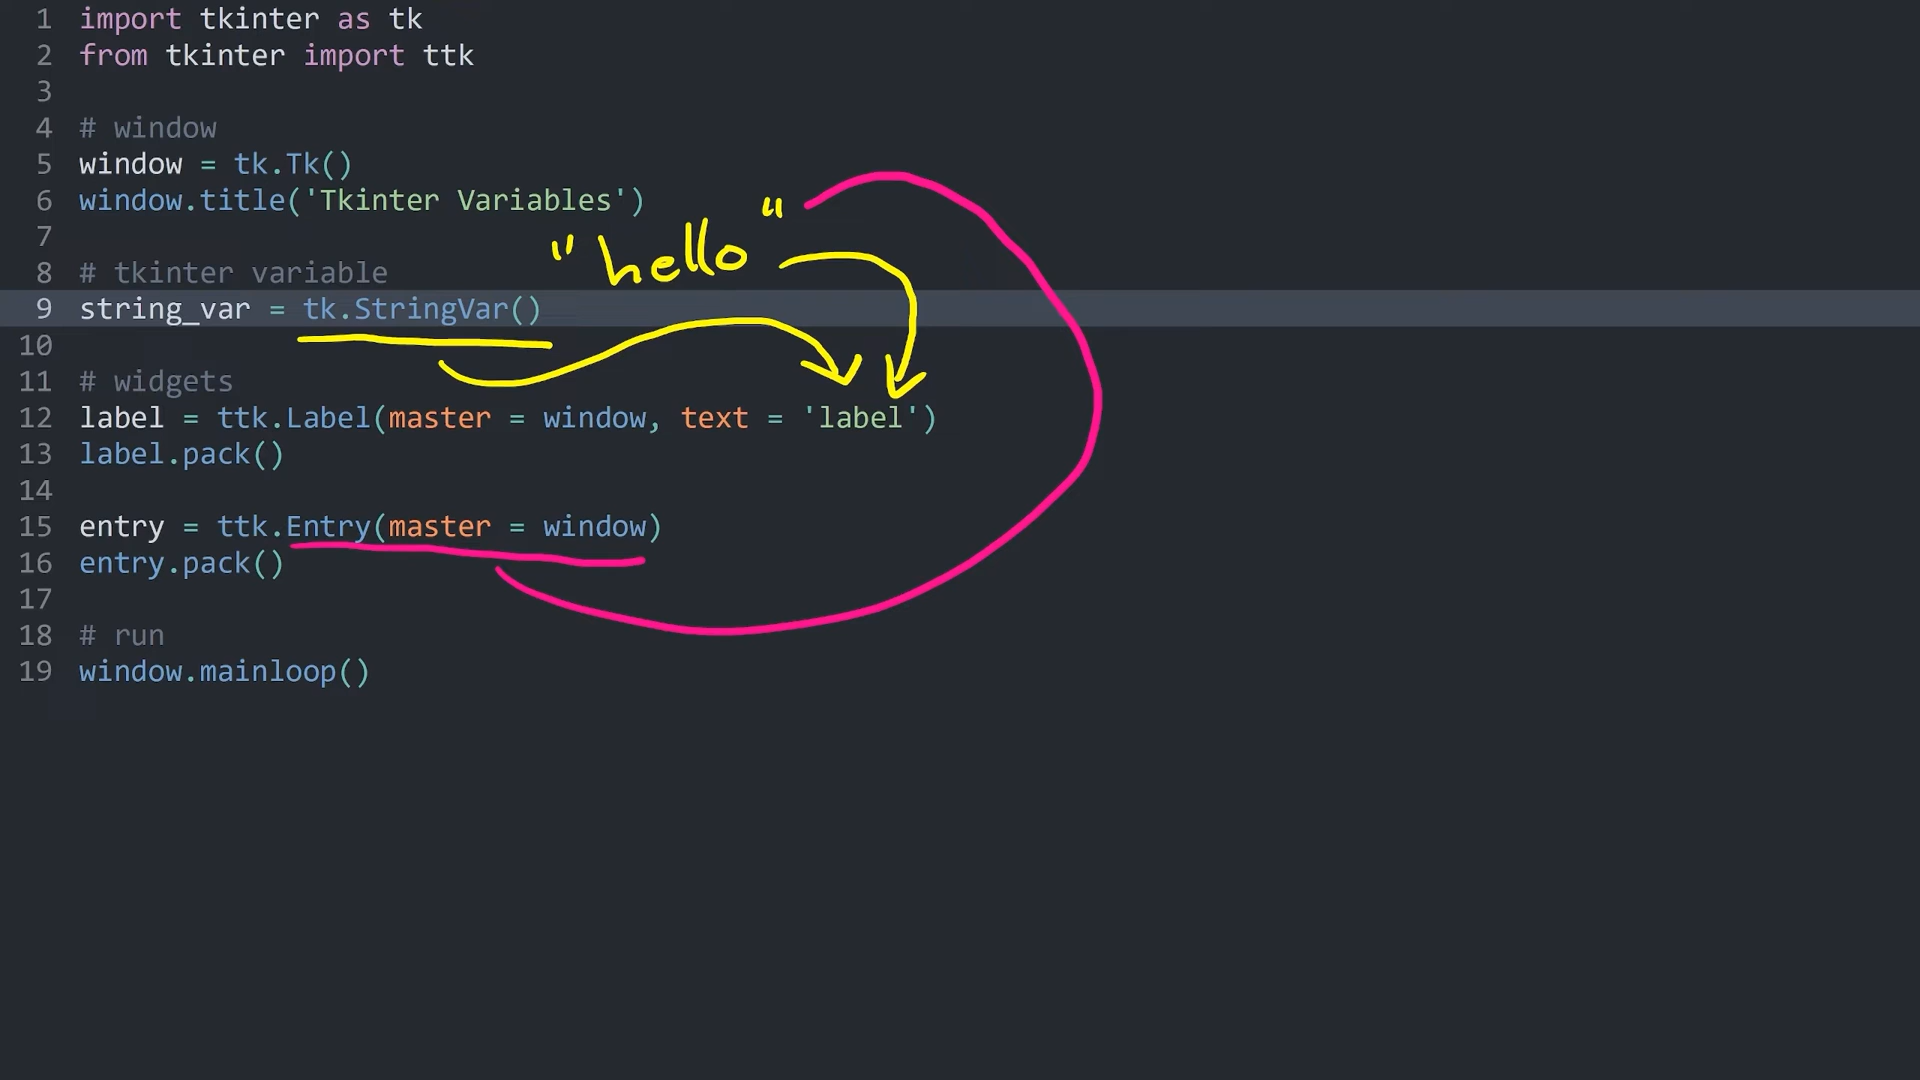 1 import tkinter as tk
2 from tkinter import ttk
3
4 # window
5 window = tk.Tk()
6 window.title('Tkinter Variables')
7
"hello"
8 # tkinter variable
9 string_var = tk.StringVar()
10
11 # widgets
12 label = ttk.Label(master = window, text = 'label')
13 label.pack()
14
15 entry = ttk.Entry(master = window)
16 entry.pack()
17
18 # run
19 window.mainloop()